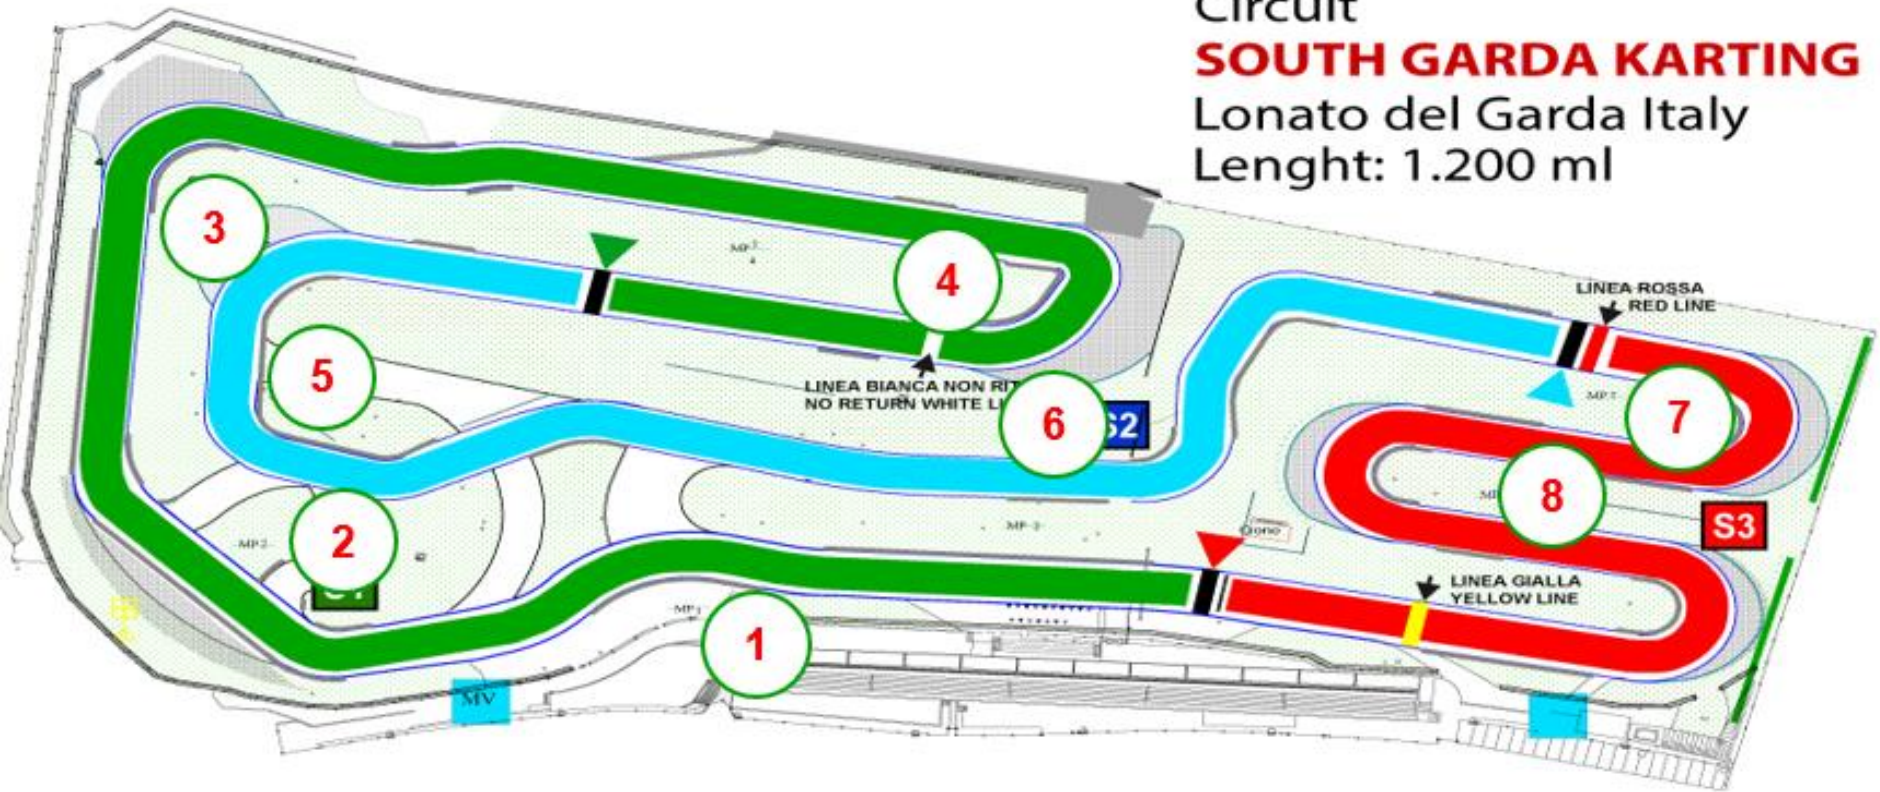 Circuit
SOUTH GARDA KARTING
Lonato del Garda Italy
Lenght: 1.200 ml
3
4
LINEA ROSSA
RED LINE
5
LINEA BIANCA NON
NO RETURN WHITE
6
S2
7
8
S3
2
LINEA GIALLA
YELLOW LINE
1
MV